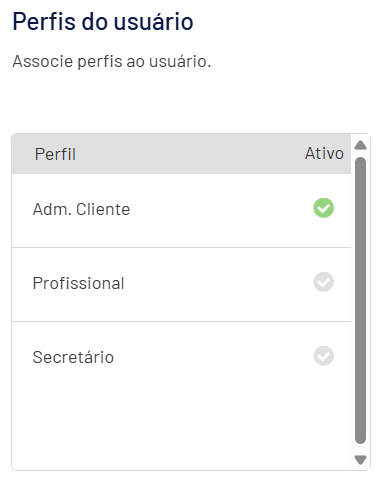 Perfis do usuário
Associe perfis ao usuário.
Perfil Ativo
Adm. Cliente
Profissional
Secretário